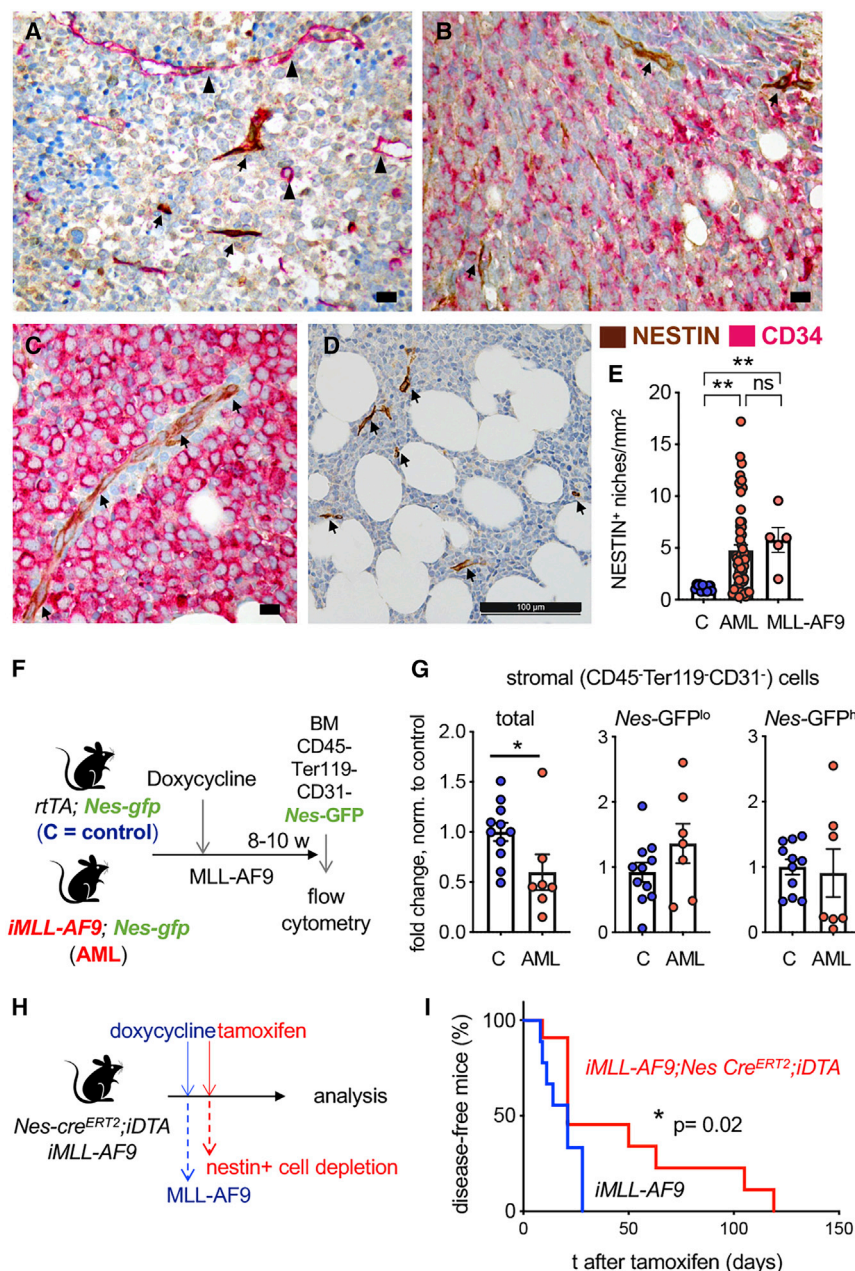 A
B
C
D
100 µm
NESTIN CD34
E
** 
** ns
NESTIN⁺ niches/mm²
20
15
10
5
0
C AML MLL-AF9
F
rtTA; Nes-gfp
(C = control)
iMLL-AF9; Nes-gfp
(AML)
Doxycycline
MLL-AF9
8-10 w
BM
CD45-
Ter119-
CD31-
Nes-GFP
flow
cytometry
G
stromal (CD45⁻Ter119⁻CD31⁻) cells
fold change, norm. to control
total
*
2.0
1.5
1.0
0.5
0.0
C AML
Nes-GFPˡᵒ
3
2
1
0
C AML
Nes-GFPʰ
3
2
1
0
C AML
H
doxycycline tamoxifen
analysis
Nes-creᴱᴿᵀ²;iDTA
iMLL-AF9
nestin+ cell depletion
MLL-AF9
I
disease-free mice (%)
100
50
0
iMLL-AF9;Nes Creᴱᴿᵀ²;iDTA
* p= 0.02
iMLL-AF9
0 50 100 150
t after tamoxifen (days)